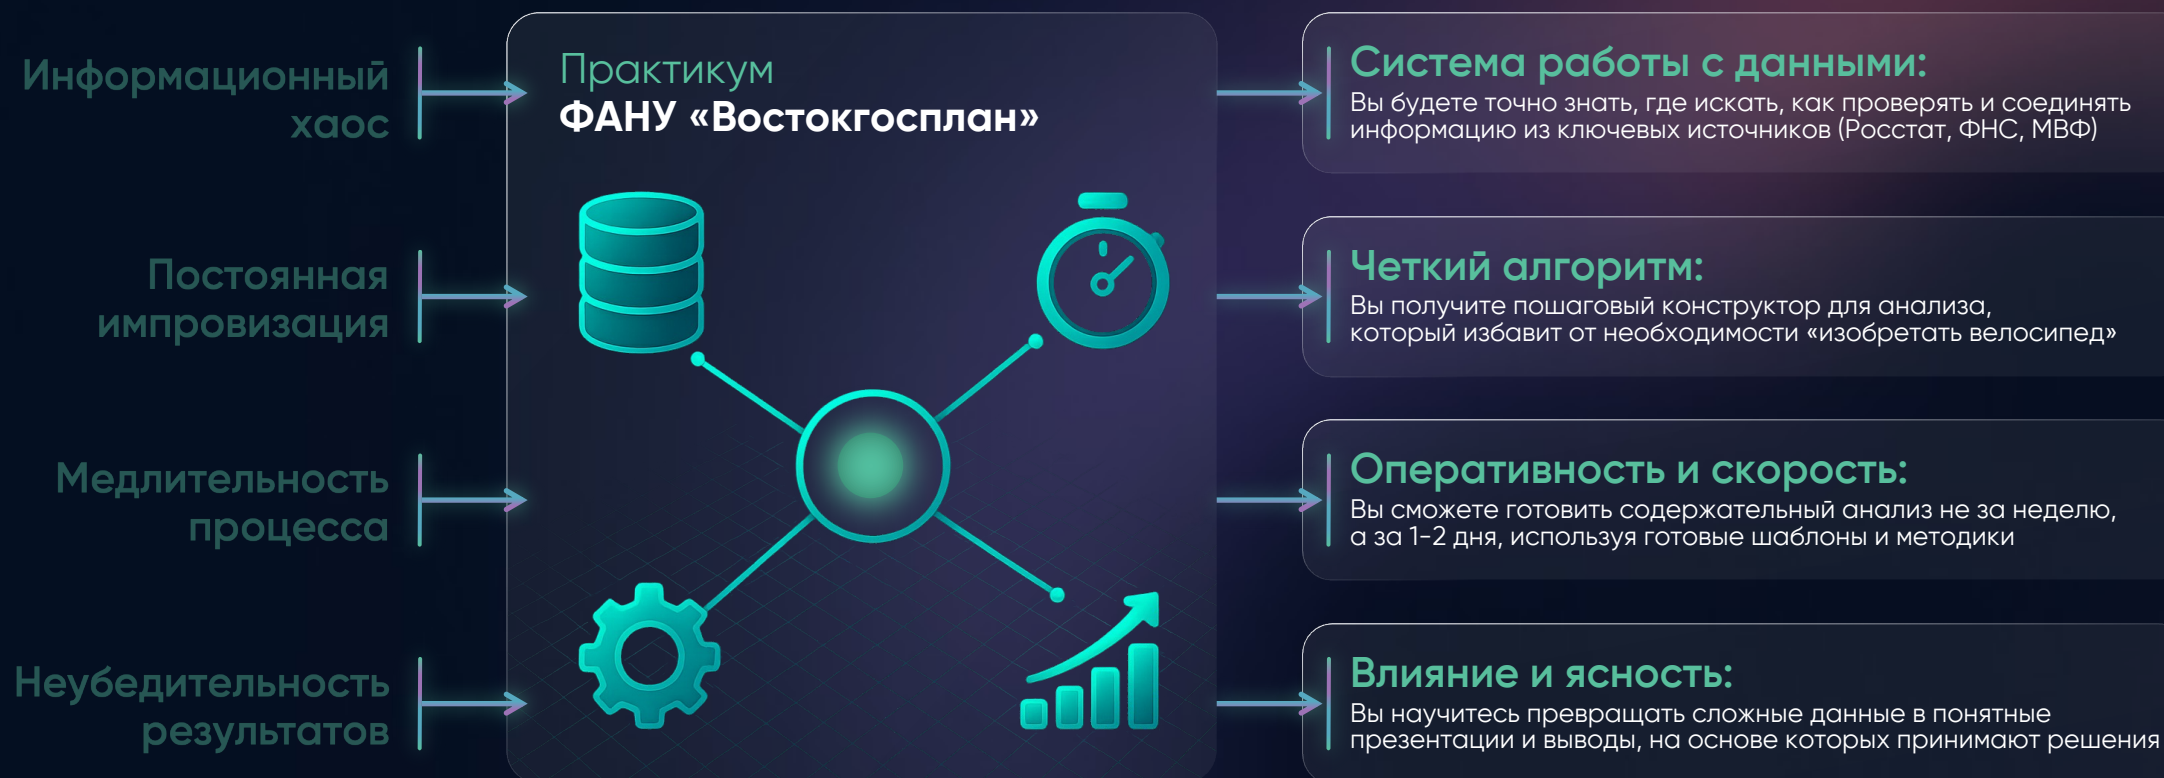 Информационный
хаос
Постоянная
импровизация
Медлительность
процесса
Неубедительность
результатов
Практикум
ФАНУ «Востокгосплан»
Система работы с данными:
Вы будете точно знать, где искать, как проверять и соединять
информацию из ключевых источников (Росстат, ФНС, МВФ)
Четкий алгоритм:
Вы получите пошаговый конструктор для анализа,
который избавит от необходимости «изобретать велосипед»
Оперативность и скорость:
Вы сможете готовить содержательный анализ не за неделю,
а за 1-2 дня, используя готовые шаблоны и методики
Влияние и ясность:
Вы научитесь превращать сложные данные в понятные
презентации и выводы, на основе которых принимают решения